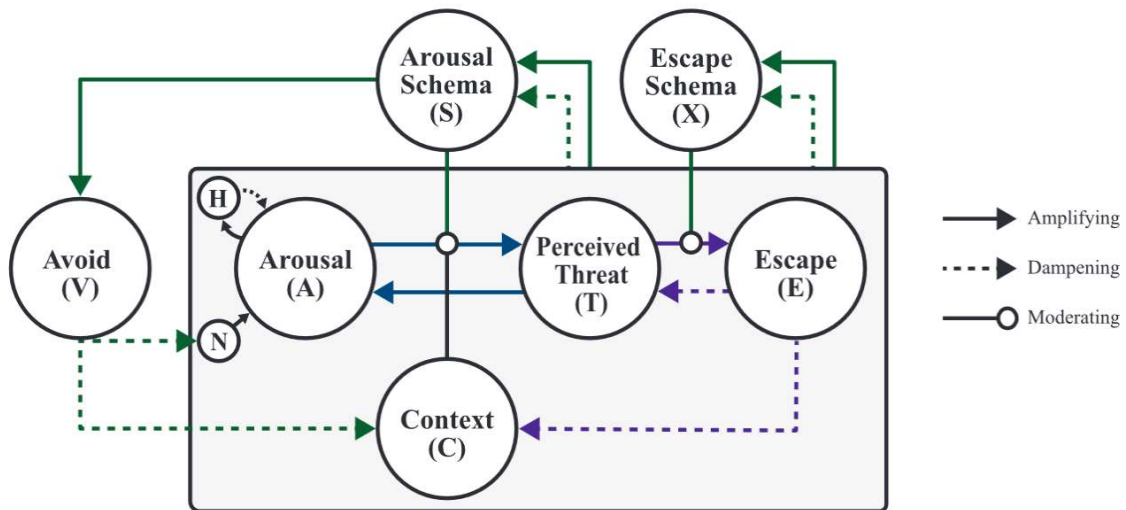 Arousal
Schema
(S)
Escape
Schema
(X)
Avoid
(V)
H
Arousal
(A)
N
Perceived
Threat
(T)
Escape
(E)
Context
(C)
Amplifying
Dampening
Moderating